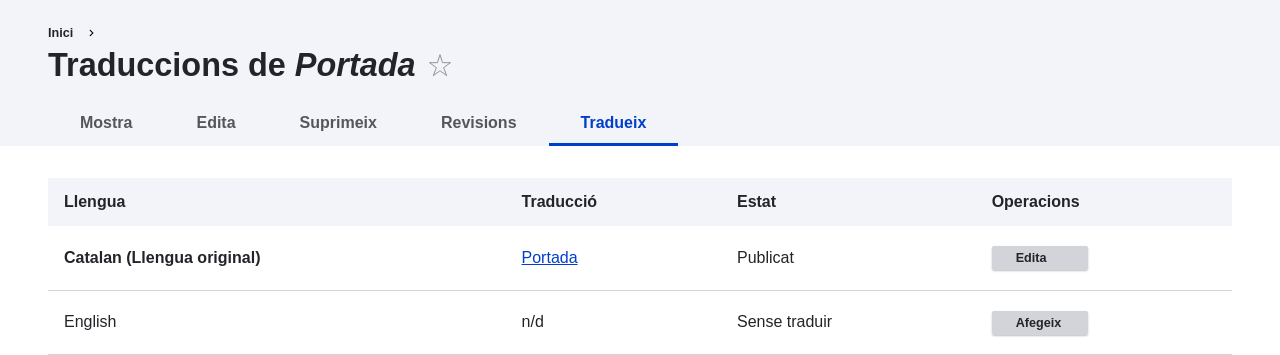 Inici ›
Traduccions de Portada ☆
Mostra Edita Suprimeix Revisions Tradueix
Llengua Traducció Estat Operacions
Catalan (Llengua original) Portada Publicat Edita
English n/d Sense traduir Afegeix